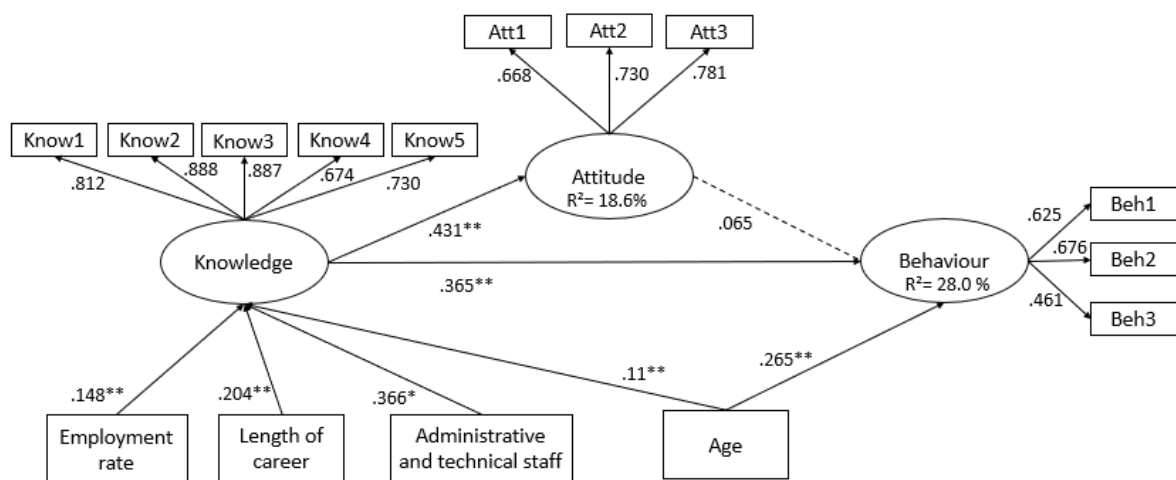 Att1
Att2
Att3
.668
.730
.781
Know1
Know2
Know3
Know4
Know5
.812
.888
.887
.674
.730
Attitude
R²= 18.6%
.431**
.065
Knowledge
.365**
Behaviour
R²= 28.0 %
.625
.676
.461
Beh1
Beh2
Beh3
.148**
.204**
.366*
.11**
.265**
Employment
rate
Length of
career
Administrative
and technical staff
Age